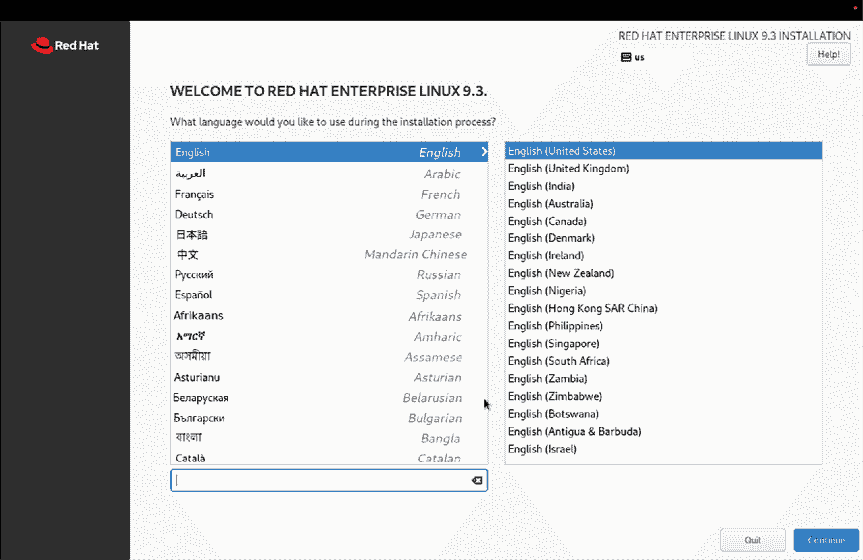 Red Hat
RED HAT ENTERPRISE LINUX 9.3 INSTALLATION
us
Help!
WELCOME TO RED HAT ENTERPRISE LINUX 9.3.
What language would you like to use during the installation process?
English English
العربية Arabic
Français French
Deutsch German
日本語 Japanese
中文 Mandarin Chinese
Русский Russian
Español Spanish
Afrikaans Afrikaans
አማርኛ Amharic
অসমীয়া Assamese
Asturianu Asturian
Беларуская Belarusian
Български Bulgarian
বাংলা Bangla
Català Catalan
English (United States)
English (United Kingdom)
English (India)
English (Australia)
English (Canada)
English (Denmark)
English (Ireland)
English (New Zealand)
English (Nigeria)
English (Hong Kong SAR China)
English (Philippines)
English (Singapore)
English (South Africa)
English (Zambia)
English (Zimbabwe)
English (Botswana)
English (Antigua & Barbuda)
English (Israel)
Quit
Continue